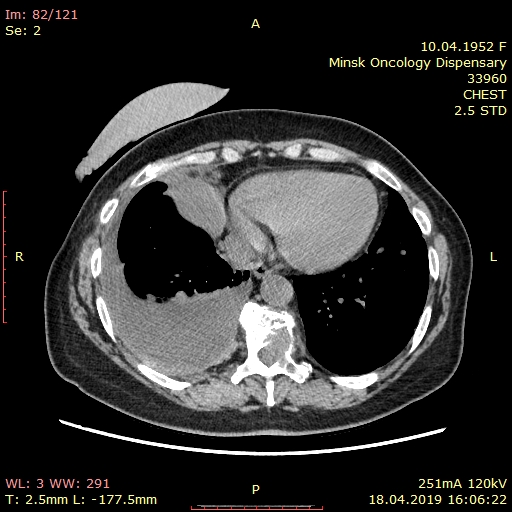 Im: 82/121
Se: 2
A
10.04.1952 F
Minsk Oncology Dispensary
33960
CHEST
2.5 STD
R
L
WL: 3 WW: 291
T: 2.5mm L: -177.5mm
P
251mA 120kV
18.04.2019 16:06:22